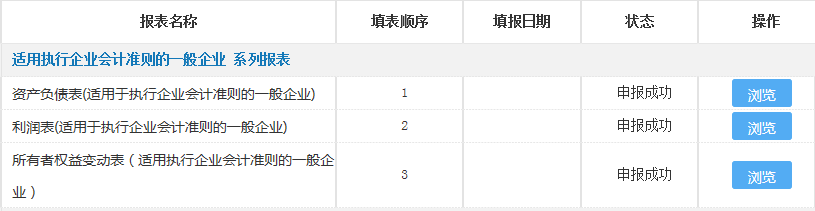 报表名称 填表顺序 填报日期 状态 操作
适用执行企业会计准则的一般企业 系列报表
资产负债表(适用于执行企业会计准则的一般企业) 1 申报成功 浏览
利润表(适用于执行企业会计准则的一般企业) 2 申报成功 浏览
所有者权益变动表（适用执行企业会计准则的一般企
业） 3 申报成功 浏览